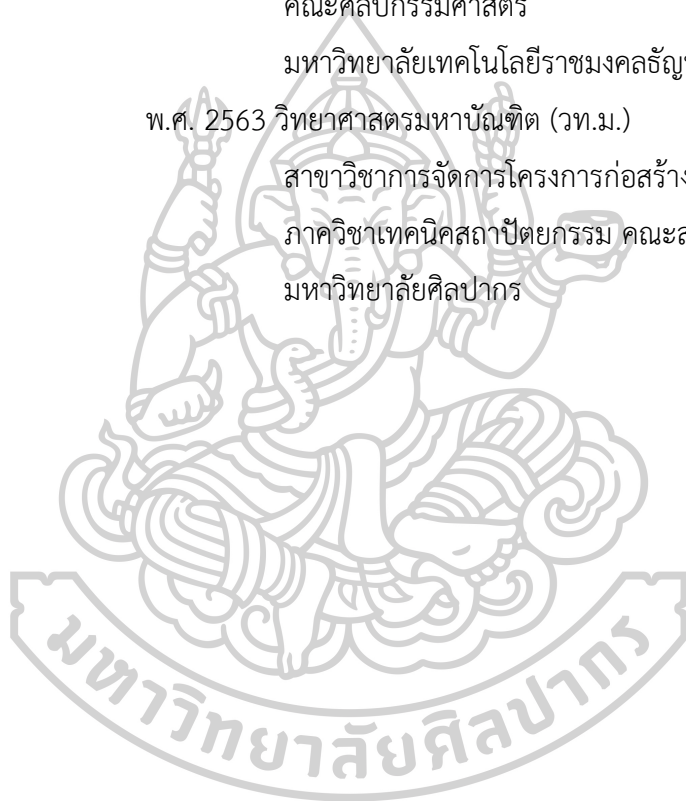 คณะศิลปกรรมศาสตร์
มหาวิทยาลัยเทคโนโลยีราชมงคลธัญ
พ.ศ. 2563 วิทยาศาสตรมหาบัณฑิต (วท.ม.)
สาขาวิชาการจัดการโครงการก่อสร้าง
ภาควิชาเทคนิคสถาปัตยกรรม คณะส
มหาวิทยาลัยศิลปากร
มหาวิทยาลัยศิลปากร